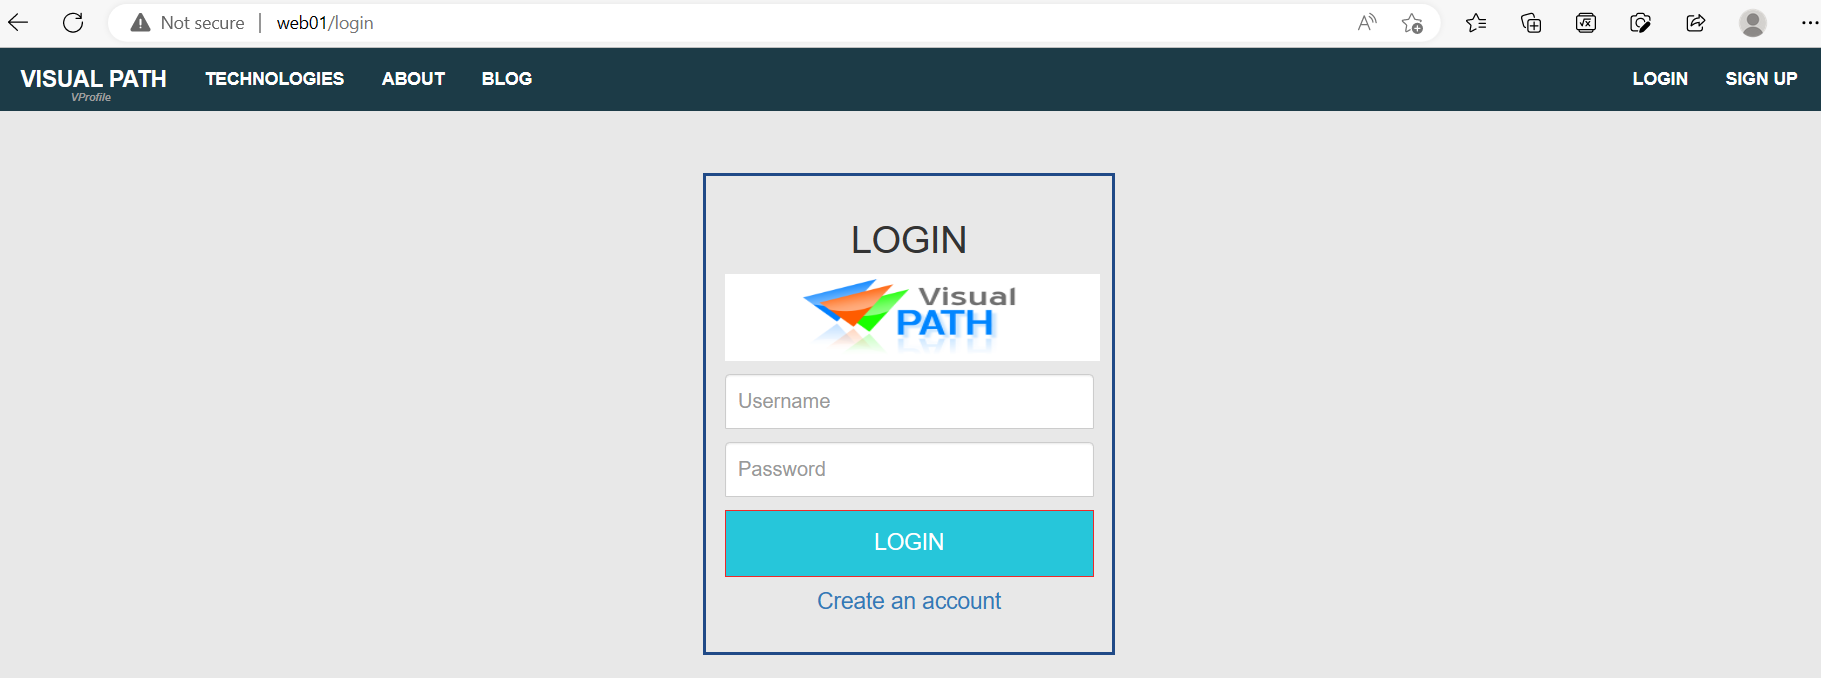 Not secure | web01/login
VISUAL PATH TECHNOLOGIES ABOUT BLOG LOGIN SIGN UP
VProfile
LOGIN
Visual
PATH
Username
Password
LOGIN
Create an account